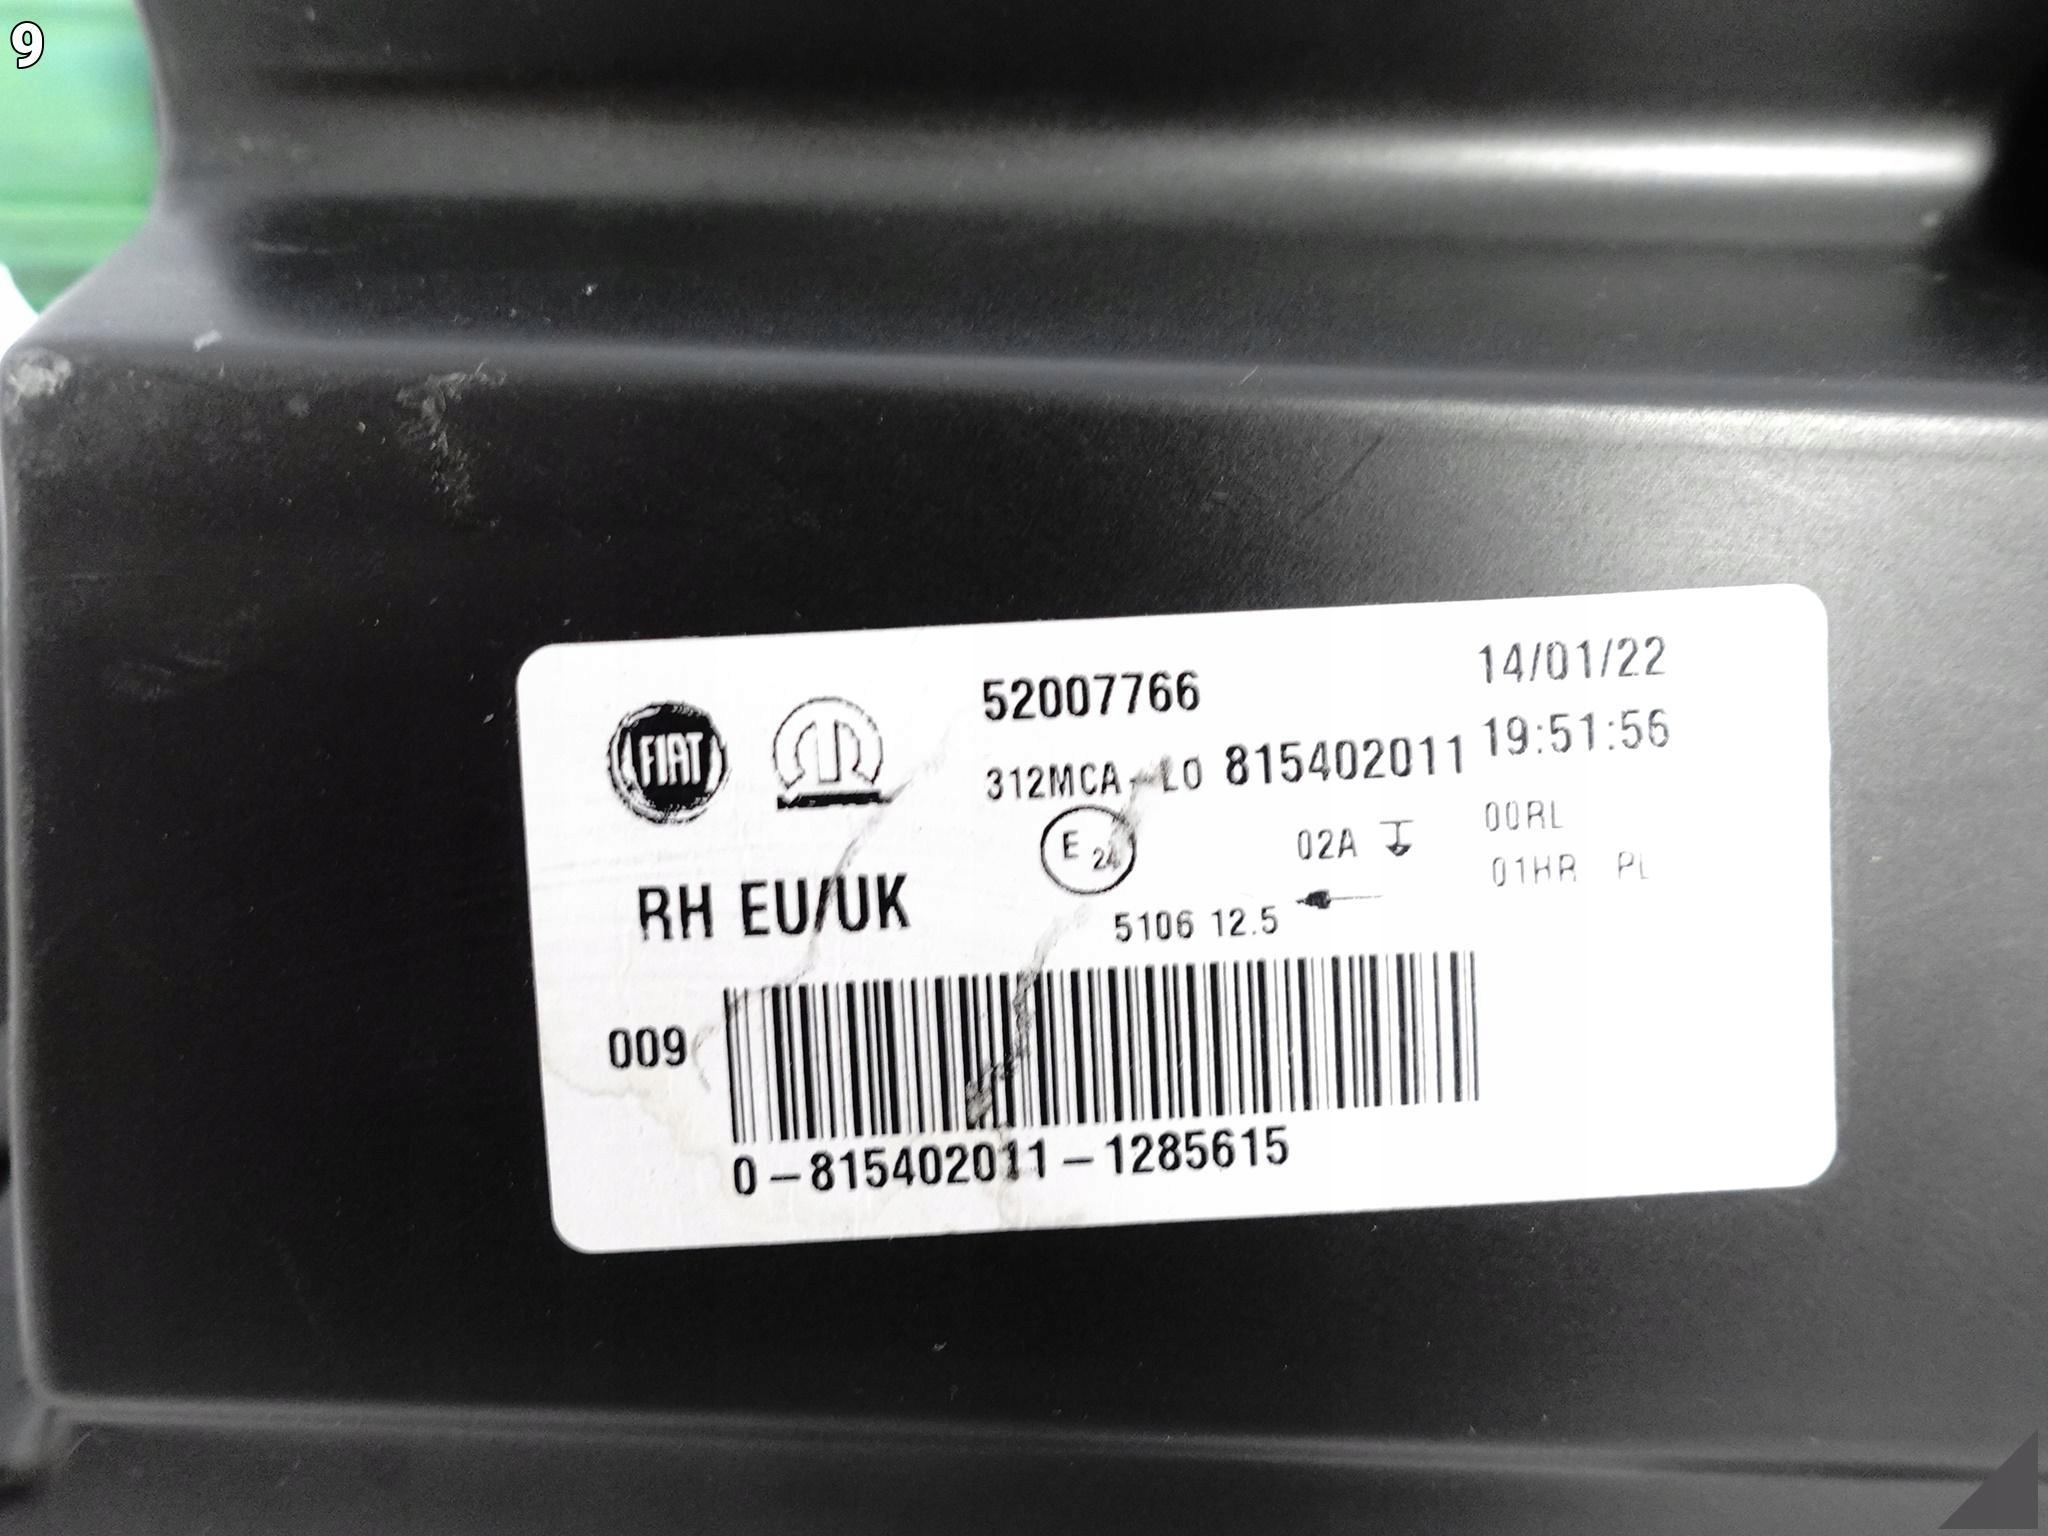 9
52007766
14/01/22
FIAT
312MCA-LO 815402011 19:51:56
E 24
02A
00RL
01HR PL
RH EU/UK
5106 12.5
009
0-815402011-1285615